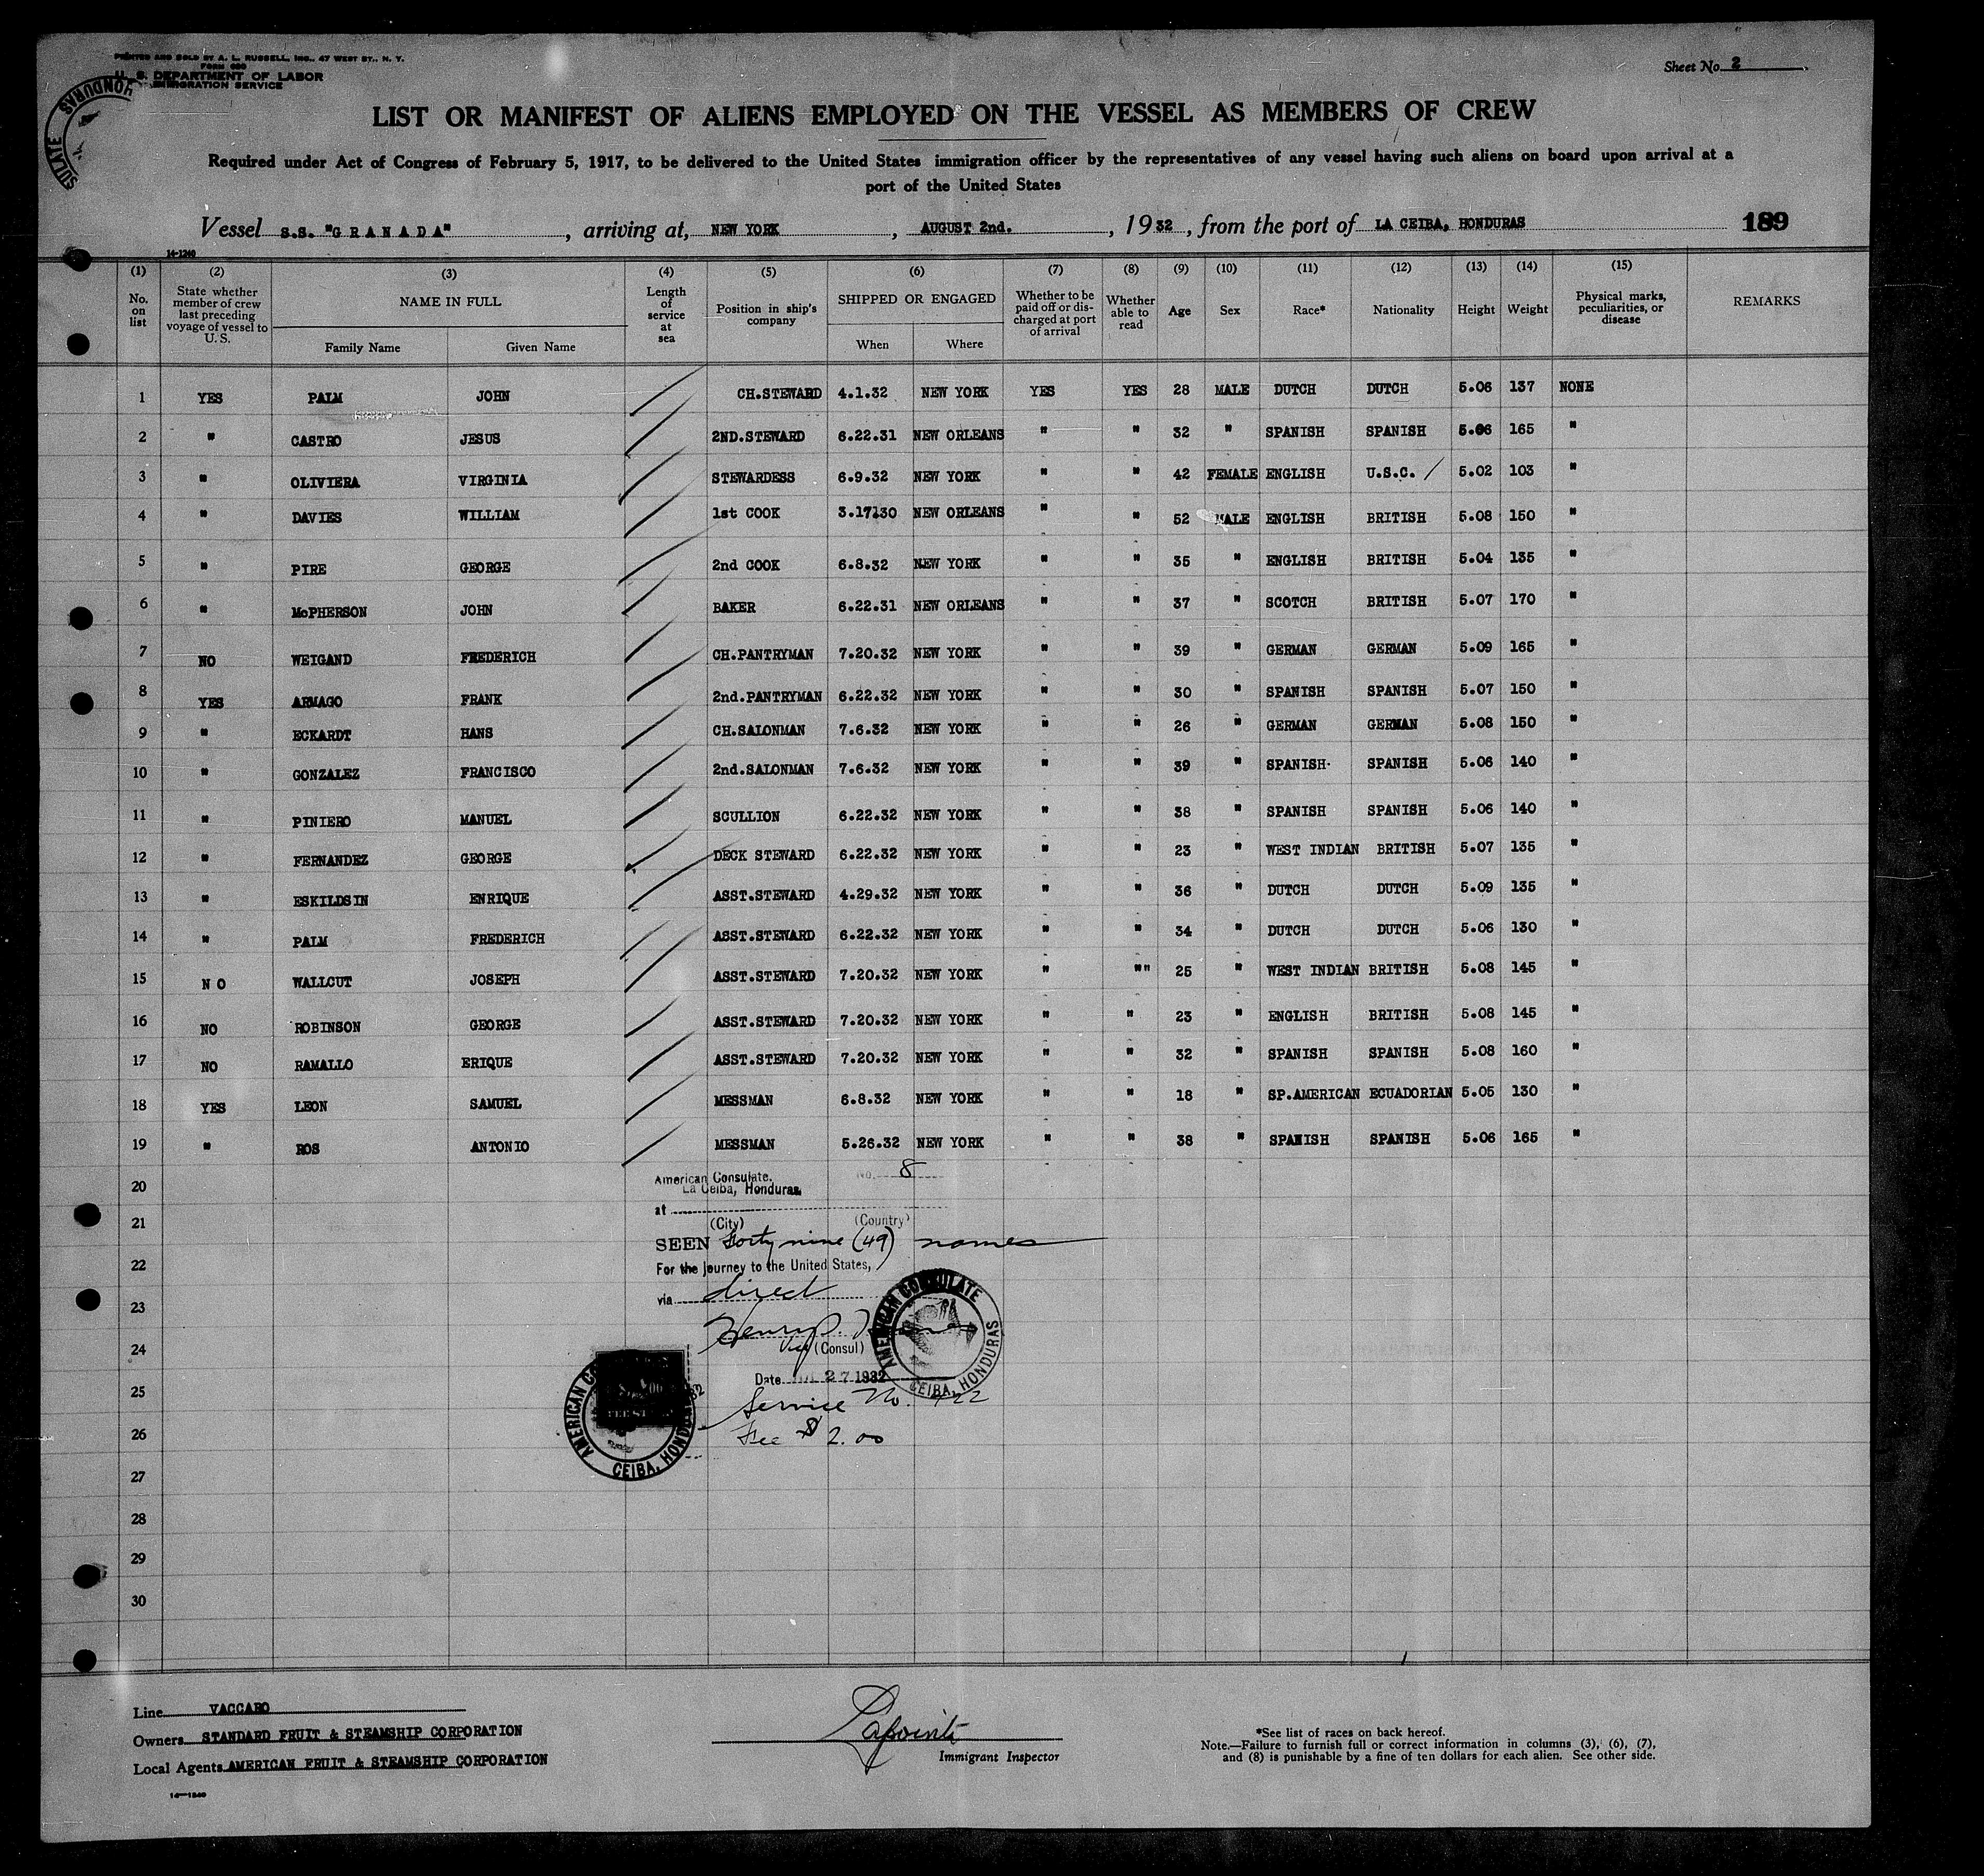 PRINTED AND SOLD BY A. L. RUSSELL, INC., 47 WEST ST., N. Y.
FORM 680
U. S. DEPARTMENT OF LABOR
IMMIGRATION SERVICE
HONDURAS
SULATE
Sheet No. 2
LIST OR MANIFEST OF ALIENS EMPLOYED ON THE VESSEL AS MEMBERS OF CREW
Required under Act of Congress of February 5, 1917, to be delivered to the United States immigration officer by the representatives of any vessel having such aliens on board upon arrival at a
port of the United States
Vessel S.S. "GRANADA", arriving at, NEW YORK, AUGUST 2nd., 1932, from the port of LA CEIBA, HONDURAS 189
14-1240
(1) (2) (3) (4) (5) (6) (7) (8) (9) (10) (11) (12) (13) (14) (15)
No. on list State whether member of crew last preceding voyage of vessel to U. S. NAME IN FULL Family Name Given Name Length of service at sea Position in ship's company SHIPPED OR ENGAGED When Where Whether to be paid off or discharged at port of arrival Whether able to read Age Sex Race* Nationality Height Weight Physical marks, peculiarities, or disease REMARKS
1 YES PALM JOHN CH.STEWARD 4.1.32 NEW YORK YES YES 28 MALE DUTCH DUTCH 5.06 137 NONE
2 " CASTRO JESUS 2ND.STEWARD 6.22.31 NEW ORLEANS " " 32 " SPANISH SPANISH 5.06 165 "
3 " OLIVIERA VIRGINIA STEWARDESS 6.9.32 NEW YORK " " 42 FEMALE ENGLISH U.S.C. / 5.02 103 "
4 " DAVIES WILLIAM 1st COOK 3.17130 NEW ORLEANS " " 52 MALE ENGLISH BRITISH 5.08 150 "
5 " PIRE GEORGE 2nd COOK 6.8.32 NEW YORK " " 35 " ENGLISH BRITISH 5.04 135 "
6 " McPHERSON JOHN BAKER 6.22.31 NEW ORLEANS " " 37 " SCOTCH BRITISH 5.07 170 "
7 NO WEIGAND FREDERICH CH.PANTRYMAN 7.20.32 NEW YORK " " 39 " GERMAN GERMAN 5.09 165 "
8 YES ARMAGO FRANK 2nd.PANTRYMAN 6.22.32 NEW YORK " " 30 " SPANISH SPANISH 5.07 150 "
9 " ECKARDT HANS CH.SALONMAN 7.6.32 NEW YORK " " 26 " GERMAN GERMAN 5.08 150 "
10 " GONZALEZ FRANCISCO 2nd.SALONMAN 7.6.32 NEW YORK " " 39 " SPANISH SPANISH 5.06 140 "
11 " PINIERO MANUEL SCULLION 6.22.32 NEW YORK " " 38 " SPANISH SPANISH 5.06 140 "
12 " FERNANDEZ GEORGE DECK STEWARD 6.22.32 NEW YORK " " 23 " WEST INDIAN BRITISH 5.07 135 "
13 " ESKILDSIN ENRIQUE ASST.STEWARD 4.29.32 NEW YORK " " 36 " DUTCH DUTCH 5.09 135 "
14 " PALM FREDERICH ASST.STEWARD 6.22.32 NEW YORK " " 34 " DUTCH DUTCH 5.06 130 "
15 N O WALLCUT JOSEPH ASST.STEWARD 7.20.32 NEW YORK " "" 25 " WEST INDIAN BRITISH 5.08 145 "
16 NO ROBINSON GEORGE ASST.STEWARD 7.20.32 NEW YORK " " 23 " ENGLISH BRITISH 5.08 145 "
17 NO RAMALLO ERIQUE ASST.STEWARD 7.20.32 NEW YORK " " 32 " SPANISH SPANISH 5.08 160 "
18 YES LEON SAMUEL MESSMAN 6.8.32 NEW YORK " " 18 " SP.AMERICAN ECUADORIAN 5.05 130 "
19 " ROS ANTONIO MESSMAN 5.26.32 NEW YORK " " 38 " SPANISH SPANISH 5.06 165 "
20
21
22
23
24
25
26
27
28
29
30
American Consulate. No. 8
La Ceiba, Honduras.
at
(City) (Country)
SEEN Forty nine (49) names
For the journey to the United States,
via direct
Henry
Vice (Consul)
AMERICAN CONSULATE
CEIBA, HONDURAS
Date 27 1932
Service No. 722
Fee $ 2.00
AMERICAN CO
CEIBA, HONDURAS
Line VACCARO
Owners STANDARD FRUIT & STEAMSHIP CORPORATION
Local Agents AMERICAN FRUIT & STEAMSHIP CORPORATION
14-1240
Lapointe
Immigrant Inspector
*See list of races on back hereof.
Note.—Failure to furnish full or correct information in columns (3), (6), (7),
and (8) is punishable by a fine of ten dollars for each alien. See other side.